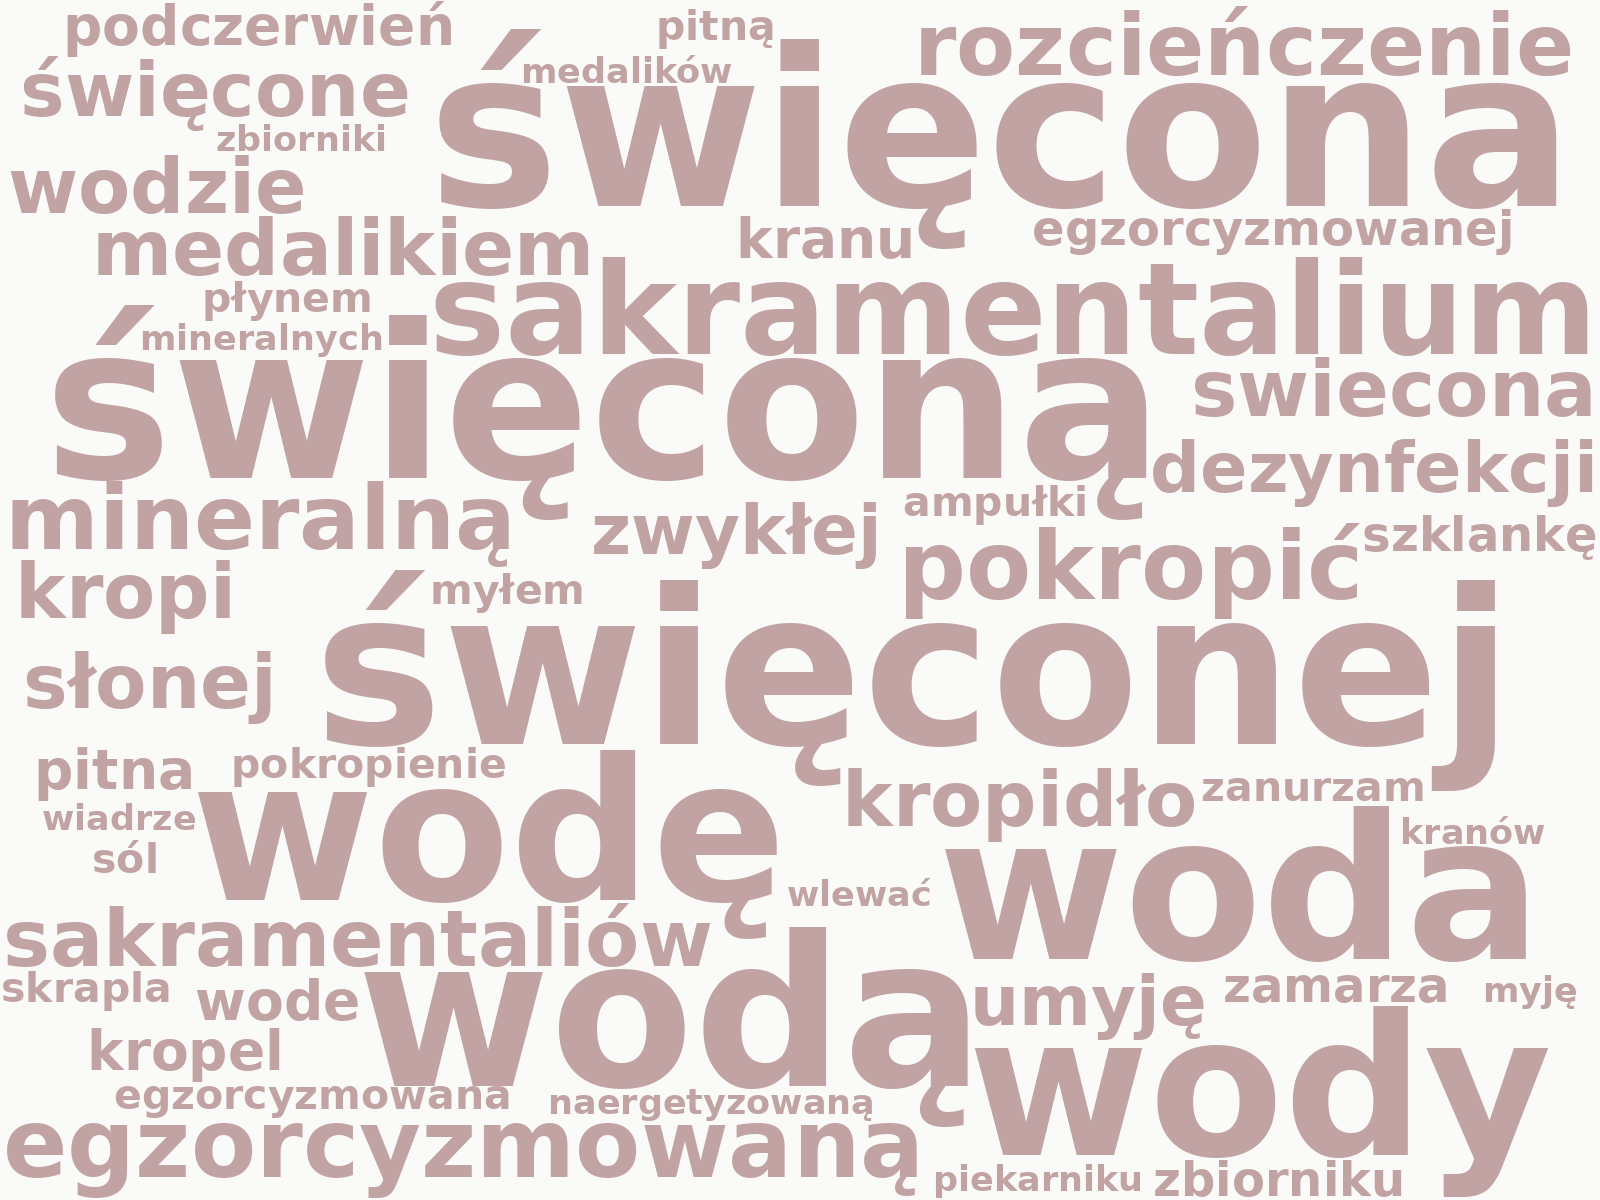 podczerwień
pitną
rozcieńczenie
święcone
medalików
święcona
zbiorniki
wodzie
medalikiem
kranu
egzorcyzmowanej
płynem
sakramentalium
mineralnych
święconą
swiecona
dezynfekcji
mineralną
zwykłej
ampułki
pokropić
szklankę
kropi
myłem
święconej
słonej
pitna
pokropienie
wodę
kropidło
zanurzam
wiadrze
kranów
sól
woda
wlewać
sakramentaliów
skrapla
wode
wodą
umyję
zamarza
myję
kropel
wody
egzorcyzmowana
naergetyzowaną
egzorcyzmowaną
piekarniku
zbiorniku